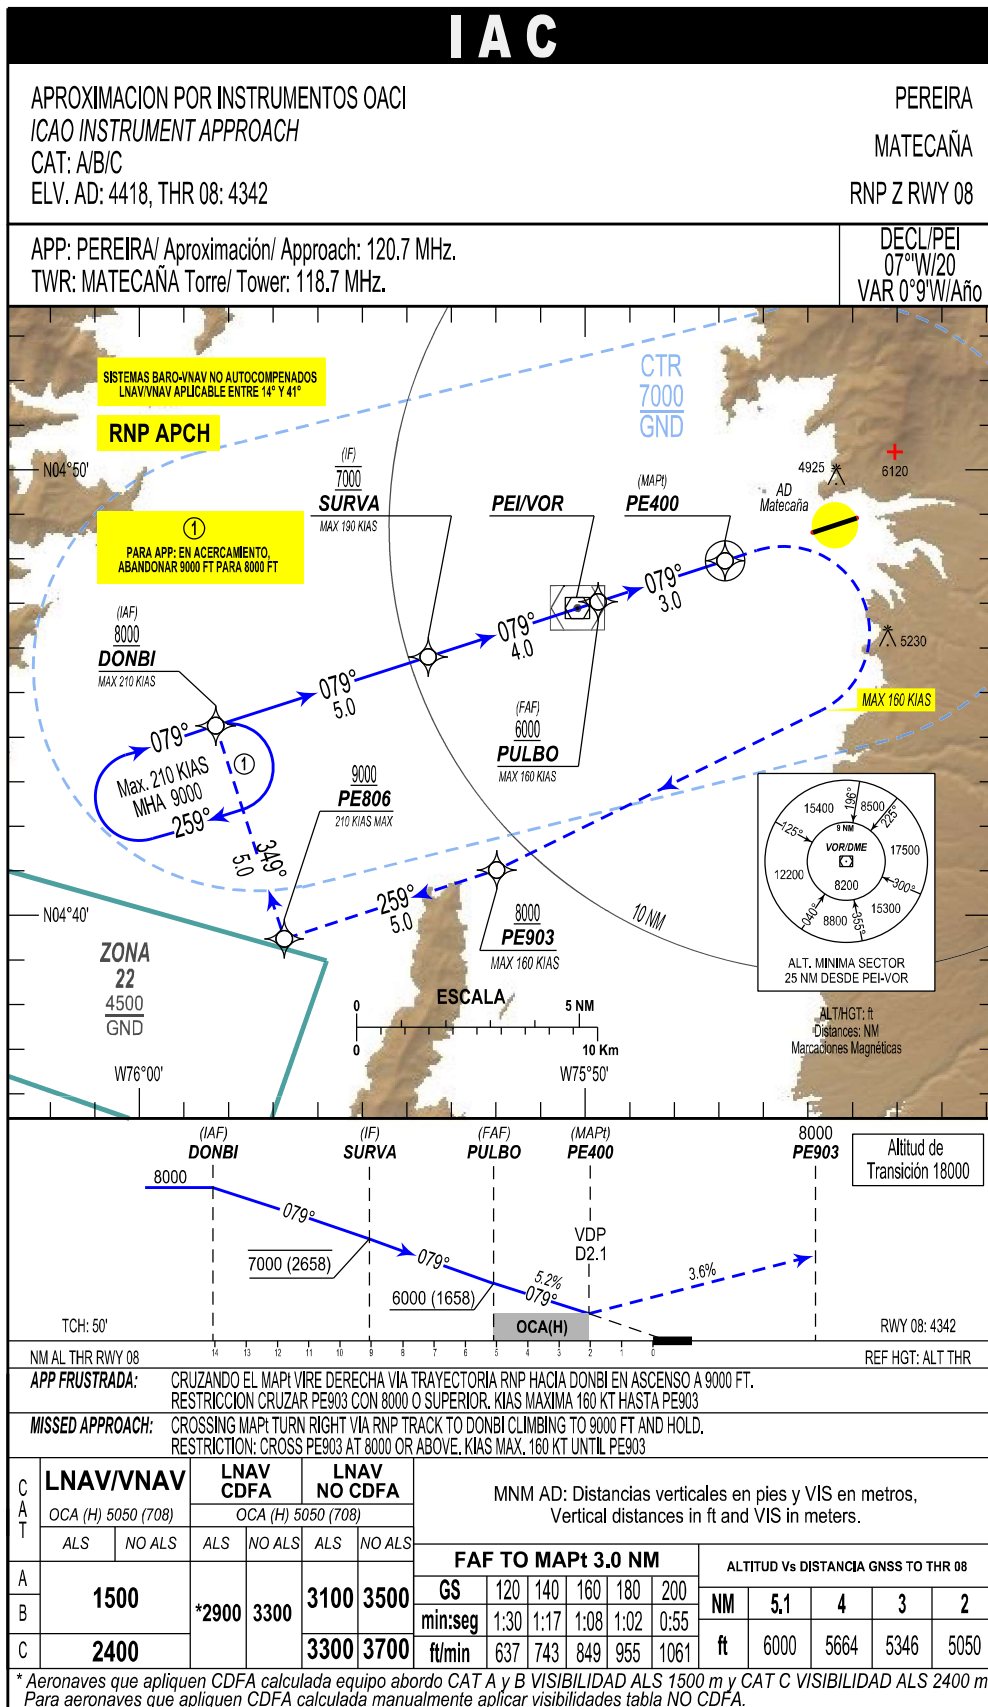 IAC
APROXIMACION POR INSTRUMENTOS OACI
ICAO INSTRUMENT APPROACH
CAT: A/B/C
ELV. AD: 4418, THR 08: 4342
PEREIRA
MATECAÑA
RNP Z RWY 08
APP: PEREIRA/ Aproximación/ Approach: 120.7 MHz.
TWR: MATECAÑA Torre/ Tower: 118.7 MHz.
DECL/PEI
07°'W/20
VAR 0°9'W/Año
SISTEMAS BARO-VNAV NO AUTOCOMPENADOS
LNAV/VNAV APLICABLE ENTRE 14° Y 41°
RNP APCH
CTR
7000
GND
N04°50'
(IF)
7000
SURVA
MAX 190 KIAS
PEI/VOR
(MAPt)
PE400
4925
6120
AD
Matecaña
1
PARA APP: EN ACERCAMIENTO,
ABANDONAR 9000 FT PARA 8000 FT
(IAF)
8000
DONBI
MAX 210 KIAS
079°
3.0
079°
4.0
079°
5.0
079°
5230
MAX 160 KIAS
(FAF)
6000
PULBO
MAX 160 KIAS
Max. 210 KIAS
MHA 9000
1
259°
349°
5.0
9000
PE806
210 KIAS MAX
259°
5.0
8000
PE903
MAX 160 KIAS
10 NM
15400
196°
8500
225°
125°
9 NM
VOR/DME
17500
12200
8200
300°
040°
8800
355°
15300
ALT. MINIMA SECTOR
25 NM DESDE PEI-VOR
N04°40'
ZONA
22
4500
GND
ESCALA
0
5 NM
0
10 Km
ALT/HGT: ft
Distances: NM
Marcaciones Magnéticas
W76°00'
W75°50'
(IAF)
DONBI
(IF)
SURVA
(FAF)
PULBO
(MAPt)
PE400
8000
PE903
Altitud de
Transición 18000
8000
079°
7000 (2658)
079°
6000 (1658)
5.2%
079°
VDP
D2.1
3.6%
TCH: 50'
OCA(H)
RWY 08: 4342
NM AL THR RWY 08
14 13 12 11 10 9 8 7 6 5 4 3 2 1 0
REF HGT: ALT THR
APP FRUSTRADA: CRUZANDO EL MAPt VIRE DERECHA VIA TRAYECTORIA RNP HACIA DONBI EN ASCENSO A 9000 FT.
RESTRICCION CRUZAR PE903 CON 8000 O SUPERIOR. KIAS MAXIMA 160 KT HASTA PE903
MISSED APPROACH: CROSSING MAPt TURN RIGHT VIA RNP TRACK TO DONBI CLIMBING TO 9000 FT AND HOLD.
RESTRICTION: CROSS PE903 AT 8000 OR ABOVE. KIAS MAX. 160 KT UNTIL PE903
CAT
LNAV/VNAV
LNAV
CDFA
LNAV
NO CDFA
OCA (H) 5050 (708)
OCA (H) 5050 (708)
ALS NO ALS ALS NO ALS ALS NO ALS
A
B
C
1500
2400
*2900
3300
3100 3500
3300 3700
MNM AD: Distancias verticales en pies y VIS en metros,
Vertical distances in ft and VIS in meters.
FAF TO MAPt 3.0 NM
GS 120 140 160 180 200
min:seg 1:30 1:17 1:08 1:02 0:55
ft/min 637 743 849 955 1061
ALTITUD Vs DISTANCIA GNSS TO THR 08
NM 5.1 4 3 2
ft 6000 5664 5346 5050
* Aeronaves que apliquen CDFA calculada equipo abordo CAT A y B VISIBILIDAD ALS 1500 m y CAT C VISIBILIDAD ALS 2400 m
Para aeronaves que apliquen CDFA calculada manualmente aplicar visibilidades tabla NO CDFA.